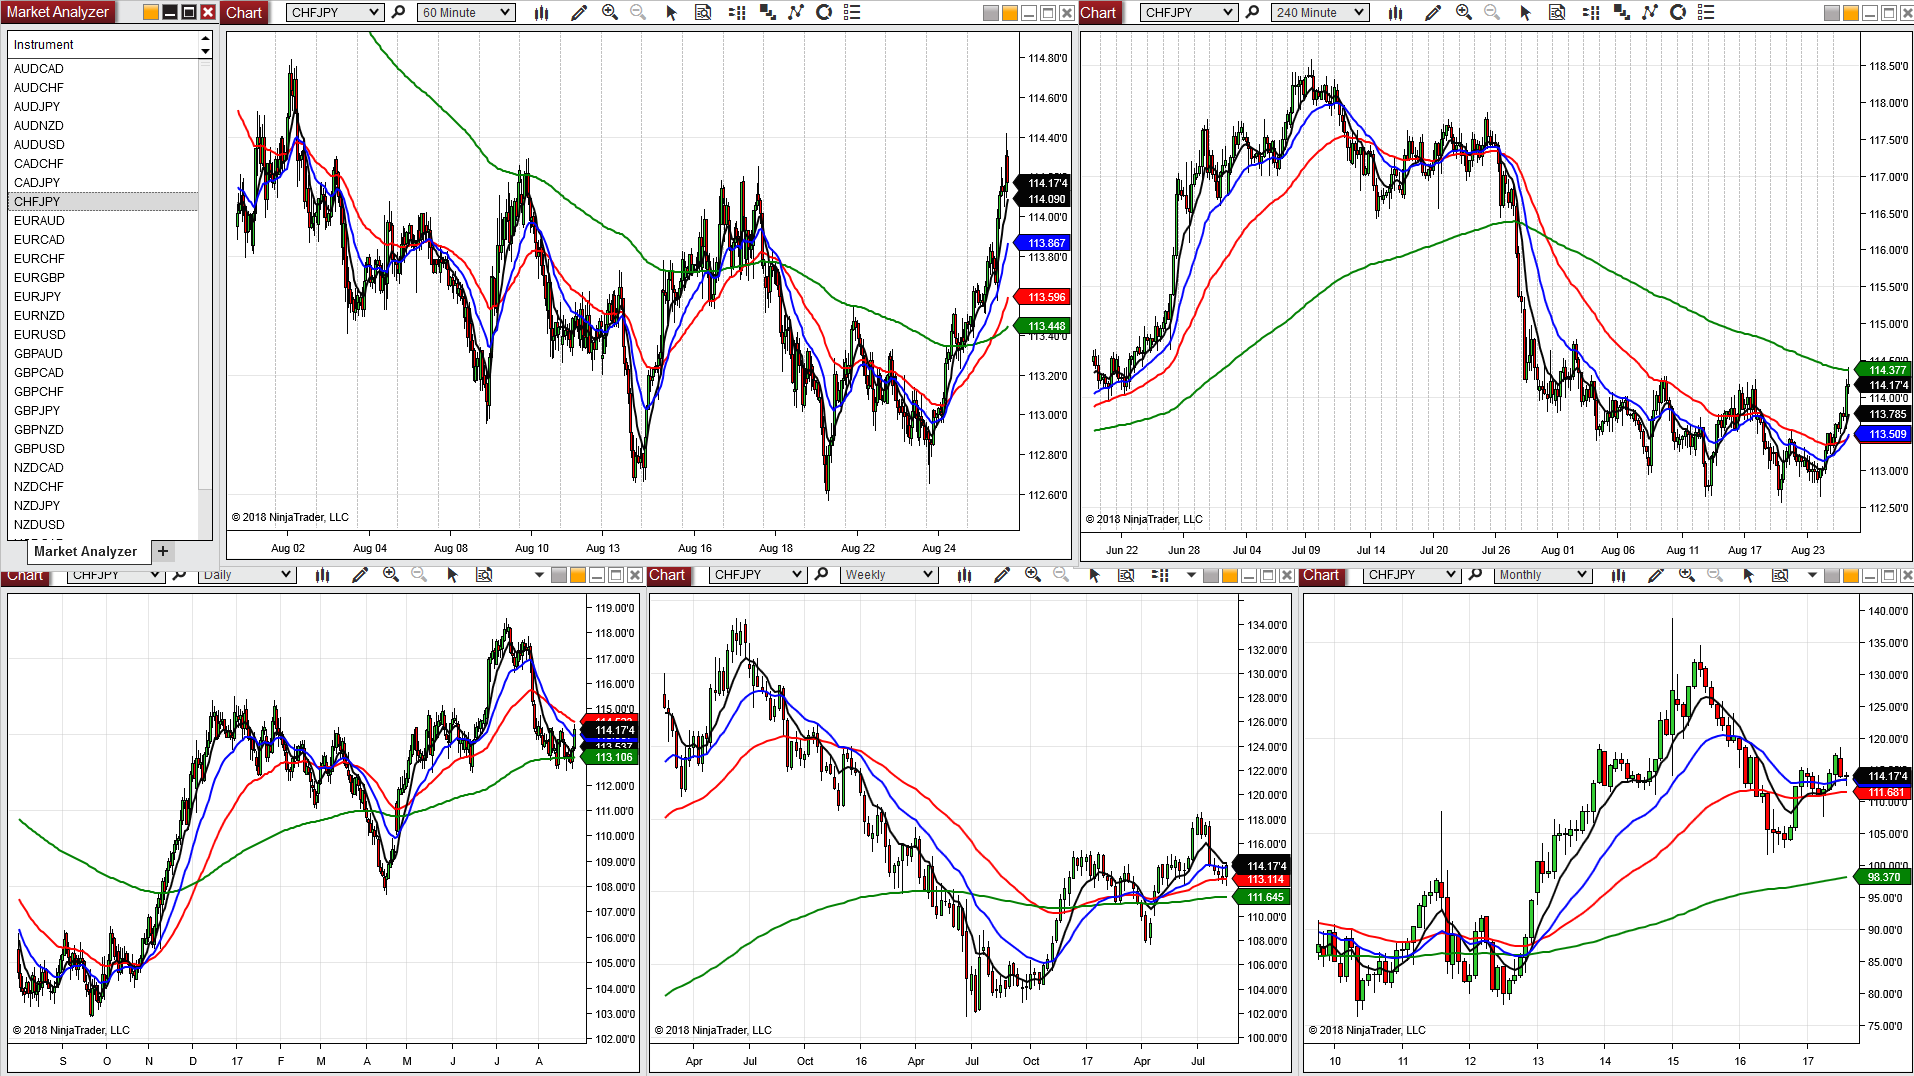 Market Analyzer
Instrument
AUDCAD
AUDCHF
AUDJPY
AUDNZD
AUDUSD
CADCHF
CADJPY
CHFJPY
EURAUD
EURCAD
EURCHF
EURGBP
EURJPY
EURNZD
EURUSD
GBPAUD
GBPCAD
GBPCHF
GBPJPY
GBPNZD
GBPUSD
NZDCAD
NZDCHF
NZDJPY
NZDUSD
Market Analyzer +
Chart CHFJPY 60 Minute
114.80'0
114.60'0
114.40'0
114.17'4
114.090
114.00'0
113.867
113.80'0
113.596
113.448
113.40'0
113.20'0
113.00'0
112.80'0
112.60'0
© 2018 NinjaTrader, LLC
Aug 02 Aug 04 Aug 08 Aug 10 Aug 13 Aug 16 Aug 18 Aug 22 Aug 24
Chart CHFJPY 240 Minute
118.50'0
118.00'0
117.50'0
117.00'0
116.50'0
116.00'0
115.50'0
115.00'0
114.377
114.17'4
114.00'0
113.785
113.509
113.00'0
112.50'0
© 2018 NinjaTrader, LLC
Jun 22 Jun 28 Jul 04 Jul 09 Jul 14 Jul 20 Jul 26 Aug 01 Aug 06 Aug 11 Aug 17 Aug 23
Chart CHFJPY Daily
119.00'0
118.00'0
117.00'0
116.00'0
115.00'0
114.17'4
113.106
112.00'0
111.00'0
110.00'0
109.00'0
108.00'0
107.00'0
106.00'0
105.00'0
104.00'0
103.00'0
102.00'0
© 2018 NinjaTrader, LLC
S O N D 17 F M A M J J A
Chart CHFJPY Weekly
134.00'0
132.00'0
130.00'0
128.00'0
126.00'0
124.00'0
122.00'0
120.00'0
118.00'0
116.00'0
114.17'4
113.114
111.645
110.00'0
108.00'0
106.00'0
104.00'0
102.00'0
100.00'0
© 2018 NinjaTrader, LLC
Apr Jul Oct 16 Apr Jul Oct 17 Apr Jul
Chart CHFJPY Monthly
140.00'0
135.00'0
130.00'0
125.00'0
120.00'0
114.17'4
111.681
110.00'0
105.00'0
100.00'0
98.370
95.00'0
90.00'0
85.00'0
80.00'0
75.00'0
© 2018 NinjaTrader, LLC
10 11 12 13 14 15 16 17